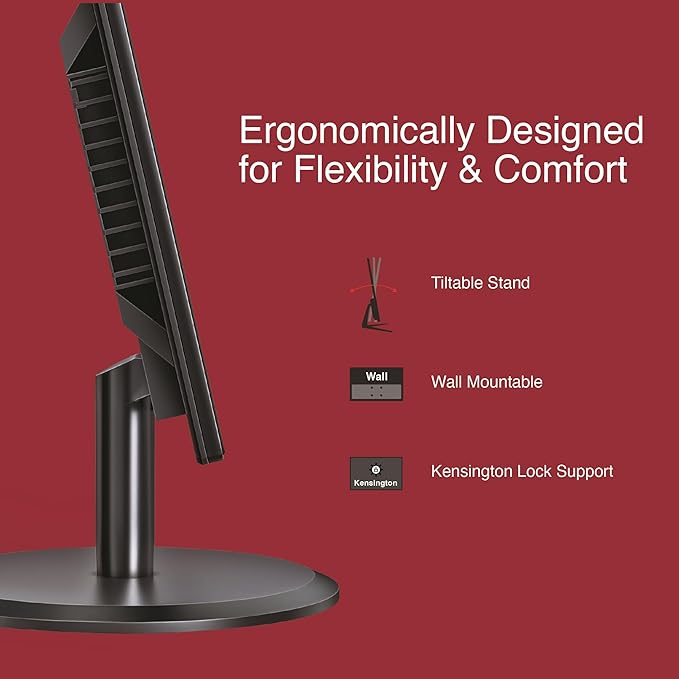 Ergonomically Designed
for Flexibility & Comfort
Tiltable Stand
Wall
Wall Mountable
Kensington
Kensington Lock Support